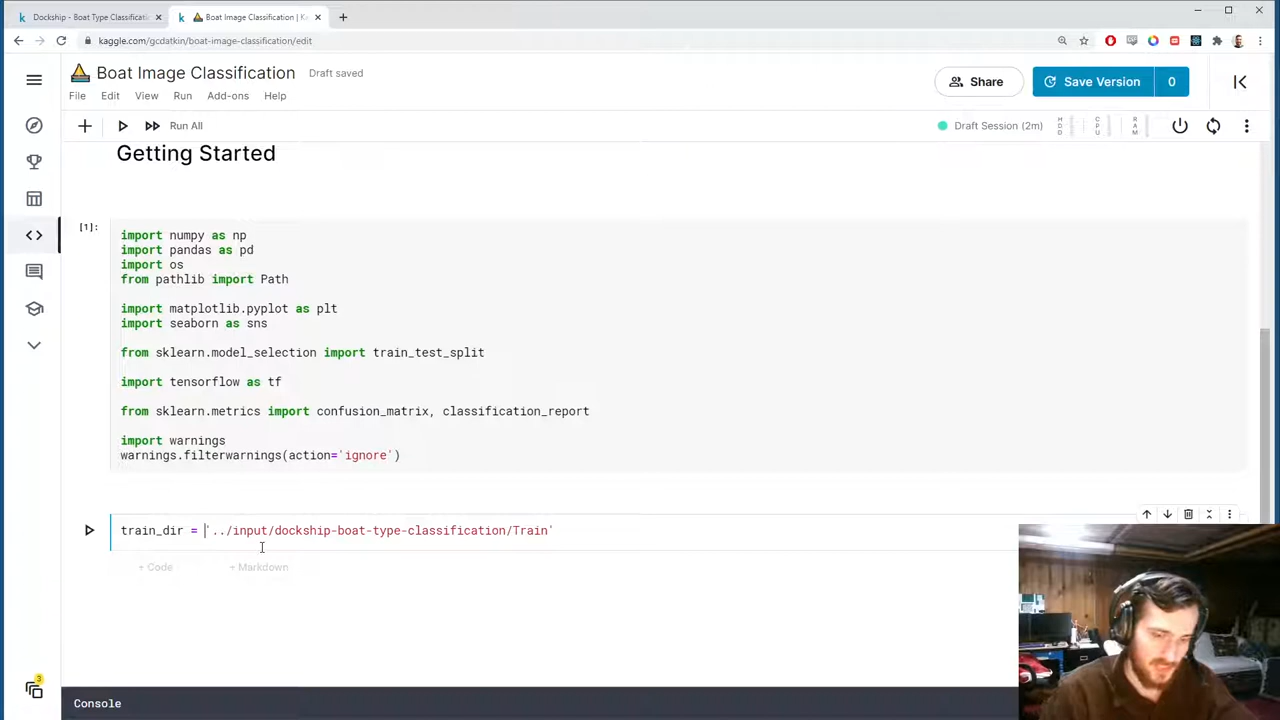 Dockship - Boat Type Classificati
Boat Image Classification | Ka
kaggle.com/gcdatkin/boat-image-classification/edit
Boat Image Classification
Draft saved
Share
Save Version
0
File
Edit
View
Run
Add-ons
Help
Run All
Draft Session (2m)
HDD
CPU
RAM
Getting Started
[1]:
import numpy as np
import pandas as pd
import os
from pathlib import Path
import matplotlib.pyplot as plt
import seaborn as sns
from sklearn.model_selection import train_test_split
import tensorflow as tf
from sklearn.metrics import confusion_matrix, classification_report
import warnings
warnings.filterwarnings(action='ignore')
train_dir = '../input/dockship-boat-type-classification/Train'
+ Code
+ Markdown
3
Console